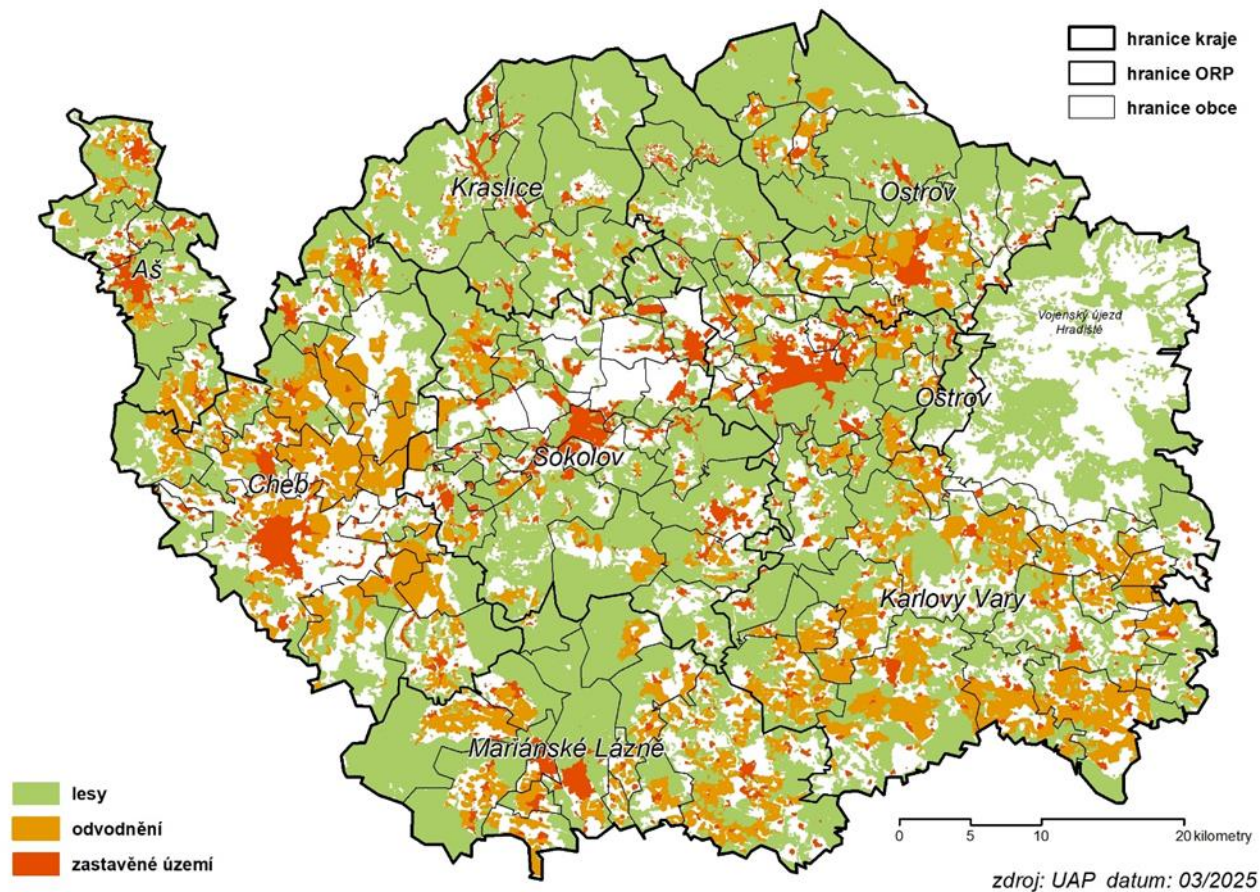 hranice kraje
hranice ORP
hranice obce
Kraslice
Ostrov
Aš
Vojenský újezd
Hradiště
Ostrov
Sokolov
Cheb
Karlovy Vary
Mariánské Lázně
lesy
odvodnění
zastavěné území
0 5 10 20 kilometry
zdroj: UAP datum: 03/2025